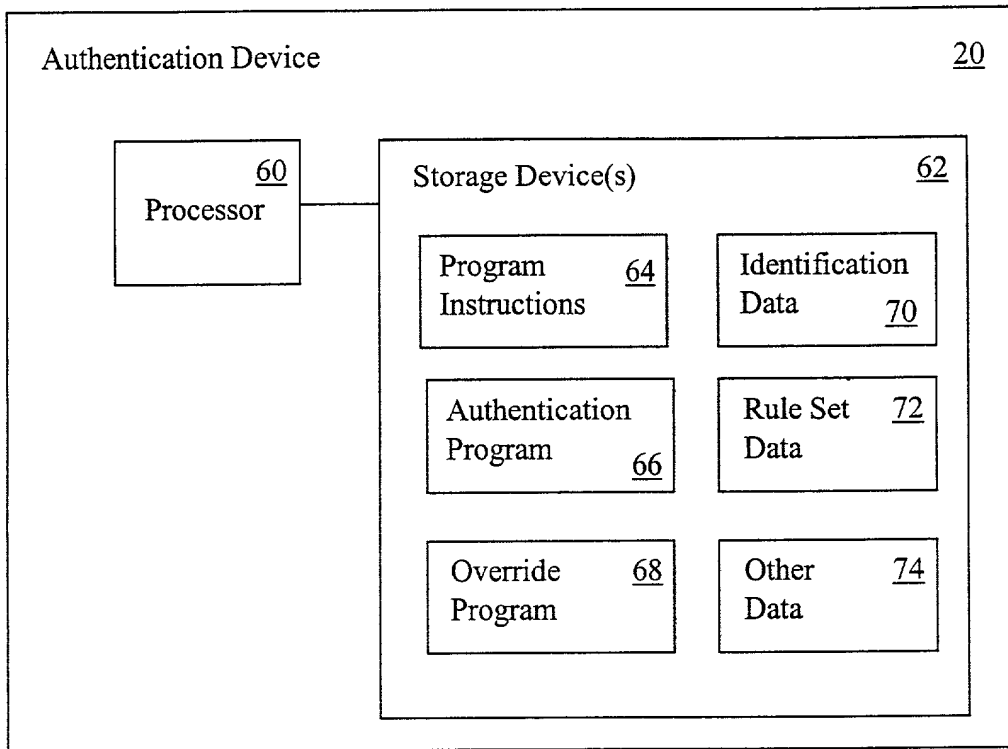 Authentication Device 20
60
Processor
Storage Device(s) 62
Program 64
Instructions
Identification
Data 70
Authentication
Program 66
Rule Set 72
Data
Override 68
Program
Other 74
Data